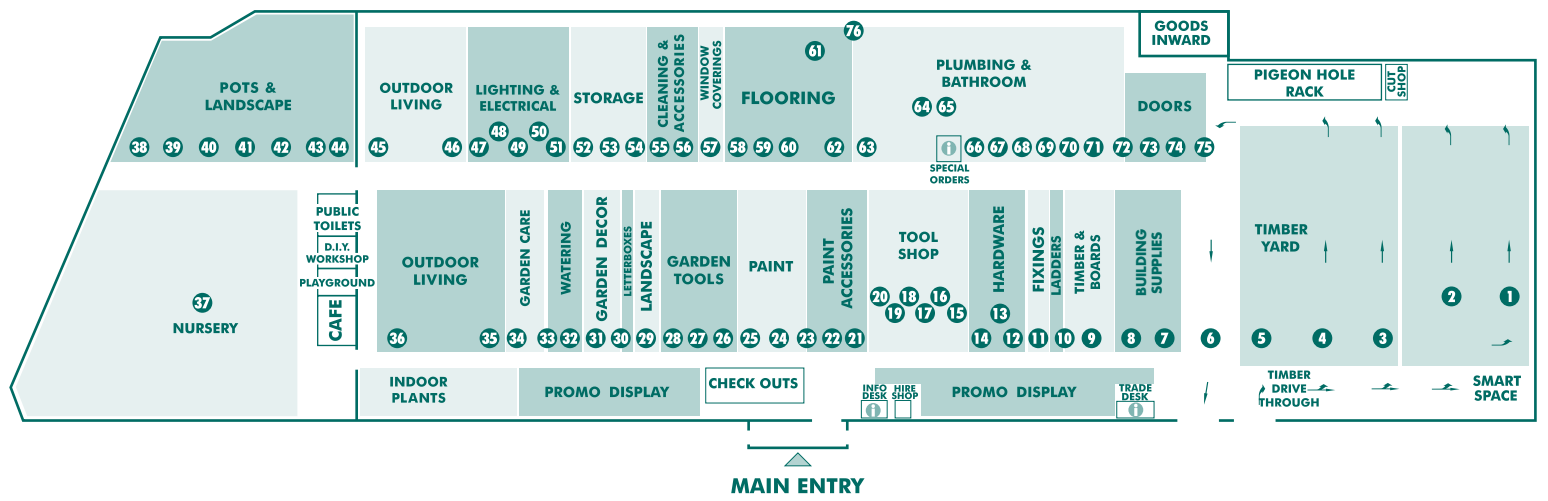 GOODS
INWARD
PIGEON HOLE
RACK
CUT
SHOP
POTS &
LANDSCAPE
38 39 40 41 42 43 44
OUTDOOR
LIVING
45 46
LIGHTING &
ELECTRICAL
47 48 49 50 51
STORAGE
52 53 54
CLEANING &
ACCESSORIES
55 56
WINDOW
COVERINGS
57
FLOORING
58 59 60 61 62
76
PLUMBING &
BATHROOM
63 64 65
i
SPECIAL
ORDERS
66 67 68 69 70 71 72
DOORS
73 74 75
37
NURSERY
PUBLIC
TOILETS
D.I.Y.
WORKSHOP
PLAYGROUND
CAFE
OUTDOOR
LIVING
36 35
GARDEN CARE
34
WATERING
33 32
GARDEN DECOR
31
LETTERBOXES
30
LANDSCAPE
29
GARDEN
TOOLS
28 27 26
PAINT
25 24
PAINT
ACCESSORIES
23 22 21
TOOL
SHOP
20 19 18 17 16 15
HARDWARE
14 13 12
FIXINGS
11
LADDERS
10
TIMBER &
BOARDS
9
BUILDING
SUPPLIES
8 7
6
TIMBER
YARD
5 4 3
2 1
INDOOR
PLANTS
PROMO DISPLAY
CHECK OUTS
INFO
DESK
i
HIRE
SHOP
PROMO DISPLAY
TRADE
DESK
i
TIMBER
DRIVE
THROUGH
SMART
SPACE
MAIN ENTRY